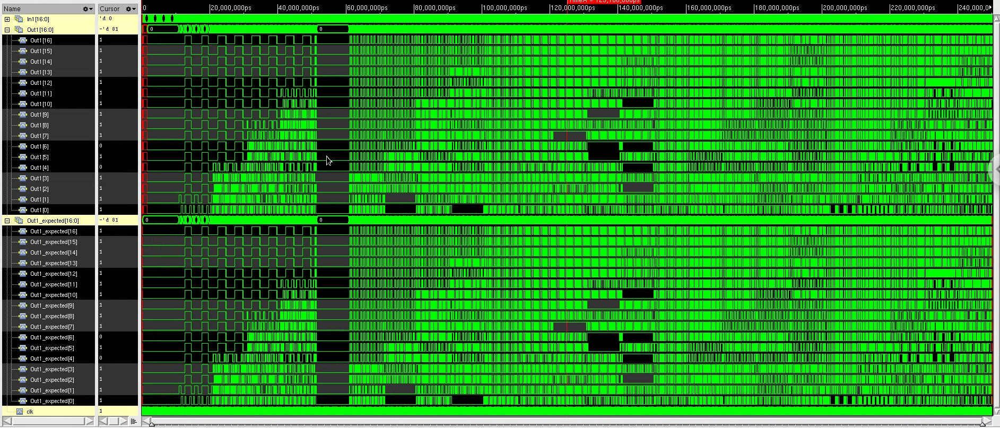 Name Cursor 0 20,000,000ps 40,000,000ps 60,000,000ps 80,000,000ps 100,000,000ps 120,000,000ps 140,000,000ps 160,000,000ps 180,000,000ps 200,000,000ps 220,000,000ps 240,000,0
In1[16:0] 'd 0
Out1[16:0] -'d 81 0 0
Out1[16] 1
Out1[15] 1
Out1[14] 1
Out1[13] 1
Out1[12] 1
Out1[11] 1
Out1[10] 1
Out1[9] 1
Out1[8] 1
Out1[7] 1
Out1[6] 0
Out1[5] 1
Out1[4] 0
Out1[3] 1
Out1[2] 1
Out1[1] 1
Out1[0] 1
Out1_expected[16:0] -'d 81 0 0
Out1_expected[16] 1
Out1_expected[15] 1
Out1_expected[14] 1
Out1_expected[13] 1
Out1_expected[12] 1
Out1_expected[11] 1
Out1_expected[10] 1
Out1_expected[9] 1
Out1_expected[8] 1
Out1_expected[7] 1
Out1_expected[6] 0
Out1_expected[5] 1
Out1_expected[4] 0
Out1_expected[3] 1
Out1_expected[2] 1
Out1_expected[1] 1
Out1_expected[0] 1
clk 1